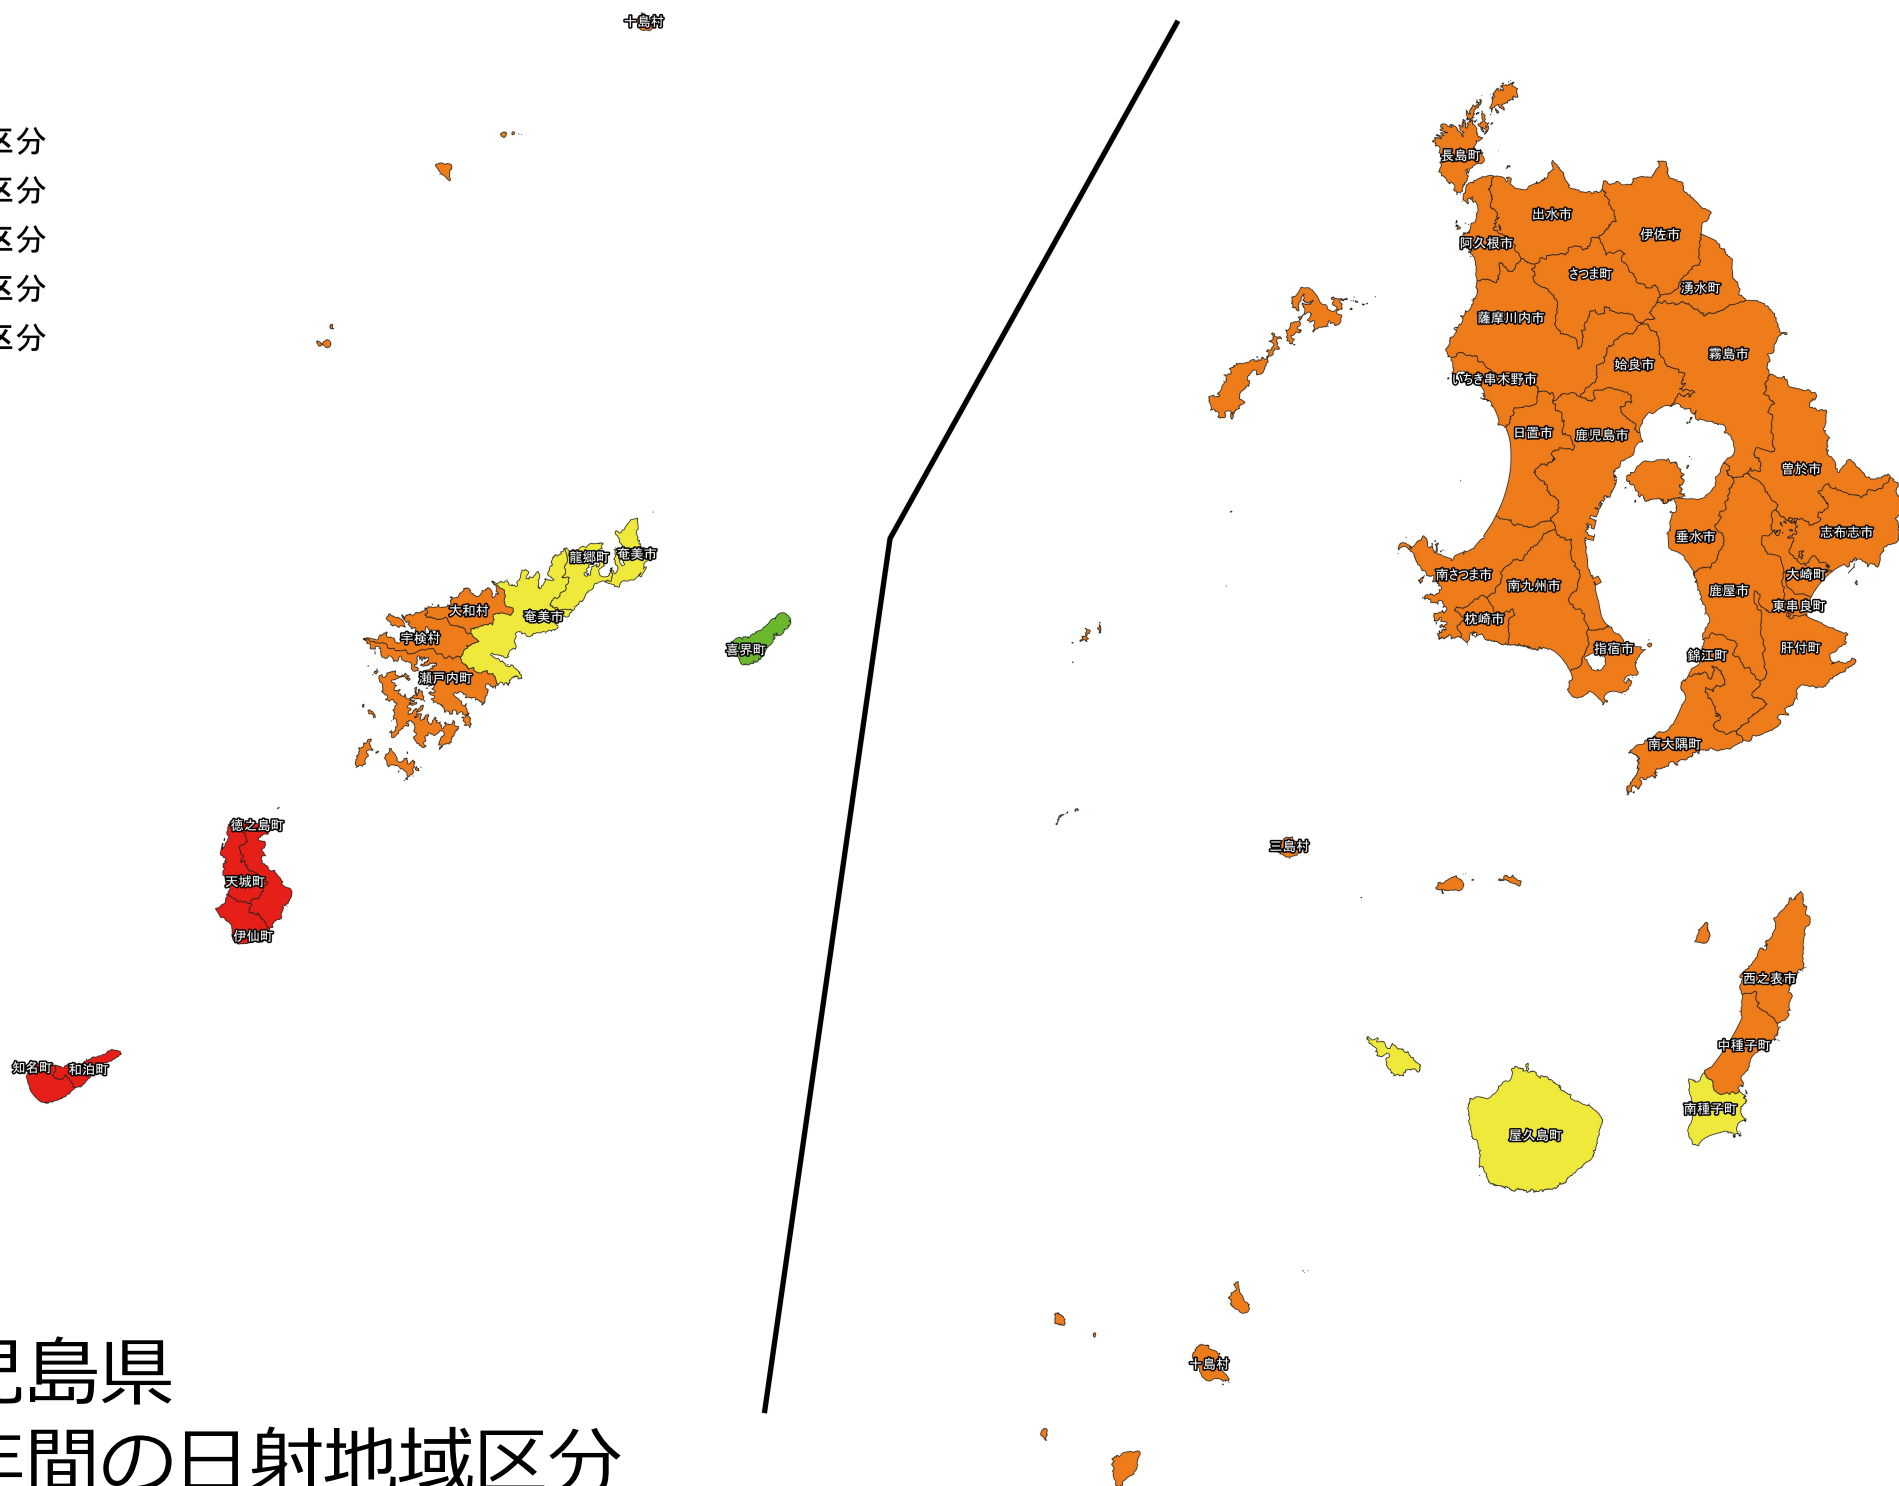 十島村
区分
区分
区分
区分
区分
長島町
出水市
伊佐市
阿久根市
さつま町
湧水町
薩摩川内市
霧島市
姶良市
いちき串木野市
日置市
鹿児島市
曽於市
志布志市
垂水市
大崎町
南さつま市
南九州市
鹿屋市
東串良町
枕崎市
指宿市
錦江町
肝付町
南大隅町
龍郷町
奄美市
大和村
奄美市
宇検村
喜界町
瀬戸内町
徳之島町
天城町
伊仙町
三島村
西之表市
中種子町
知名町
和泊町
南種子町
屋久島町
十島村
児島県
年間の日射地域区分